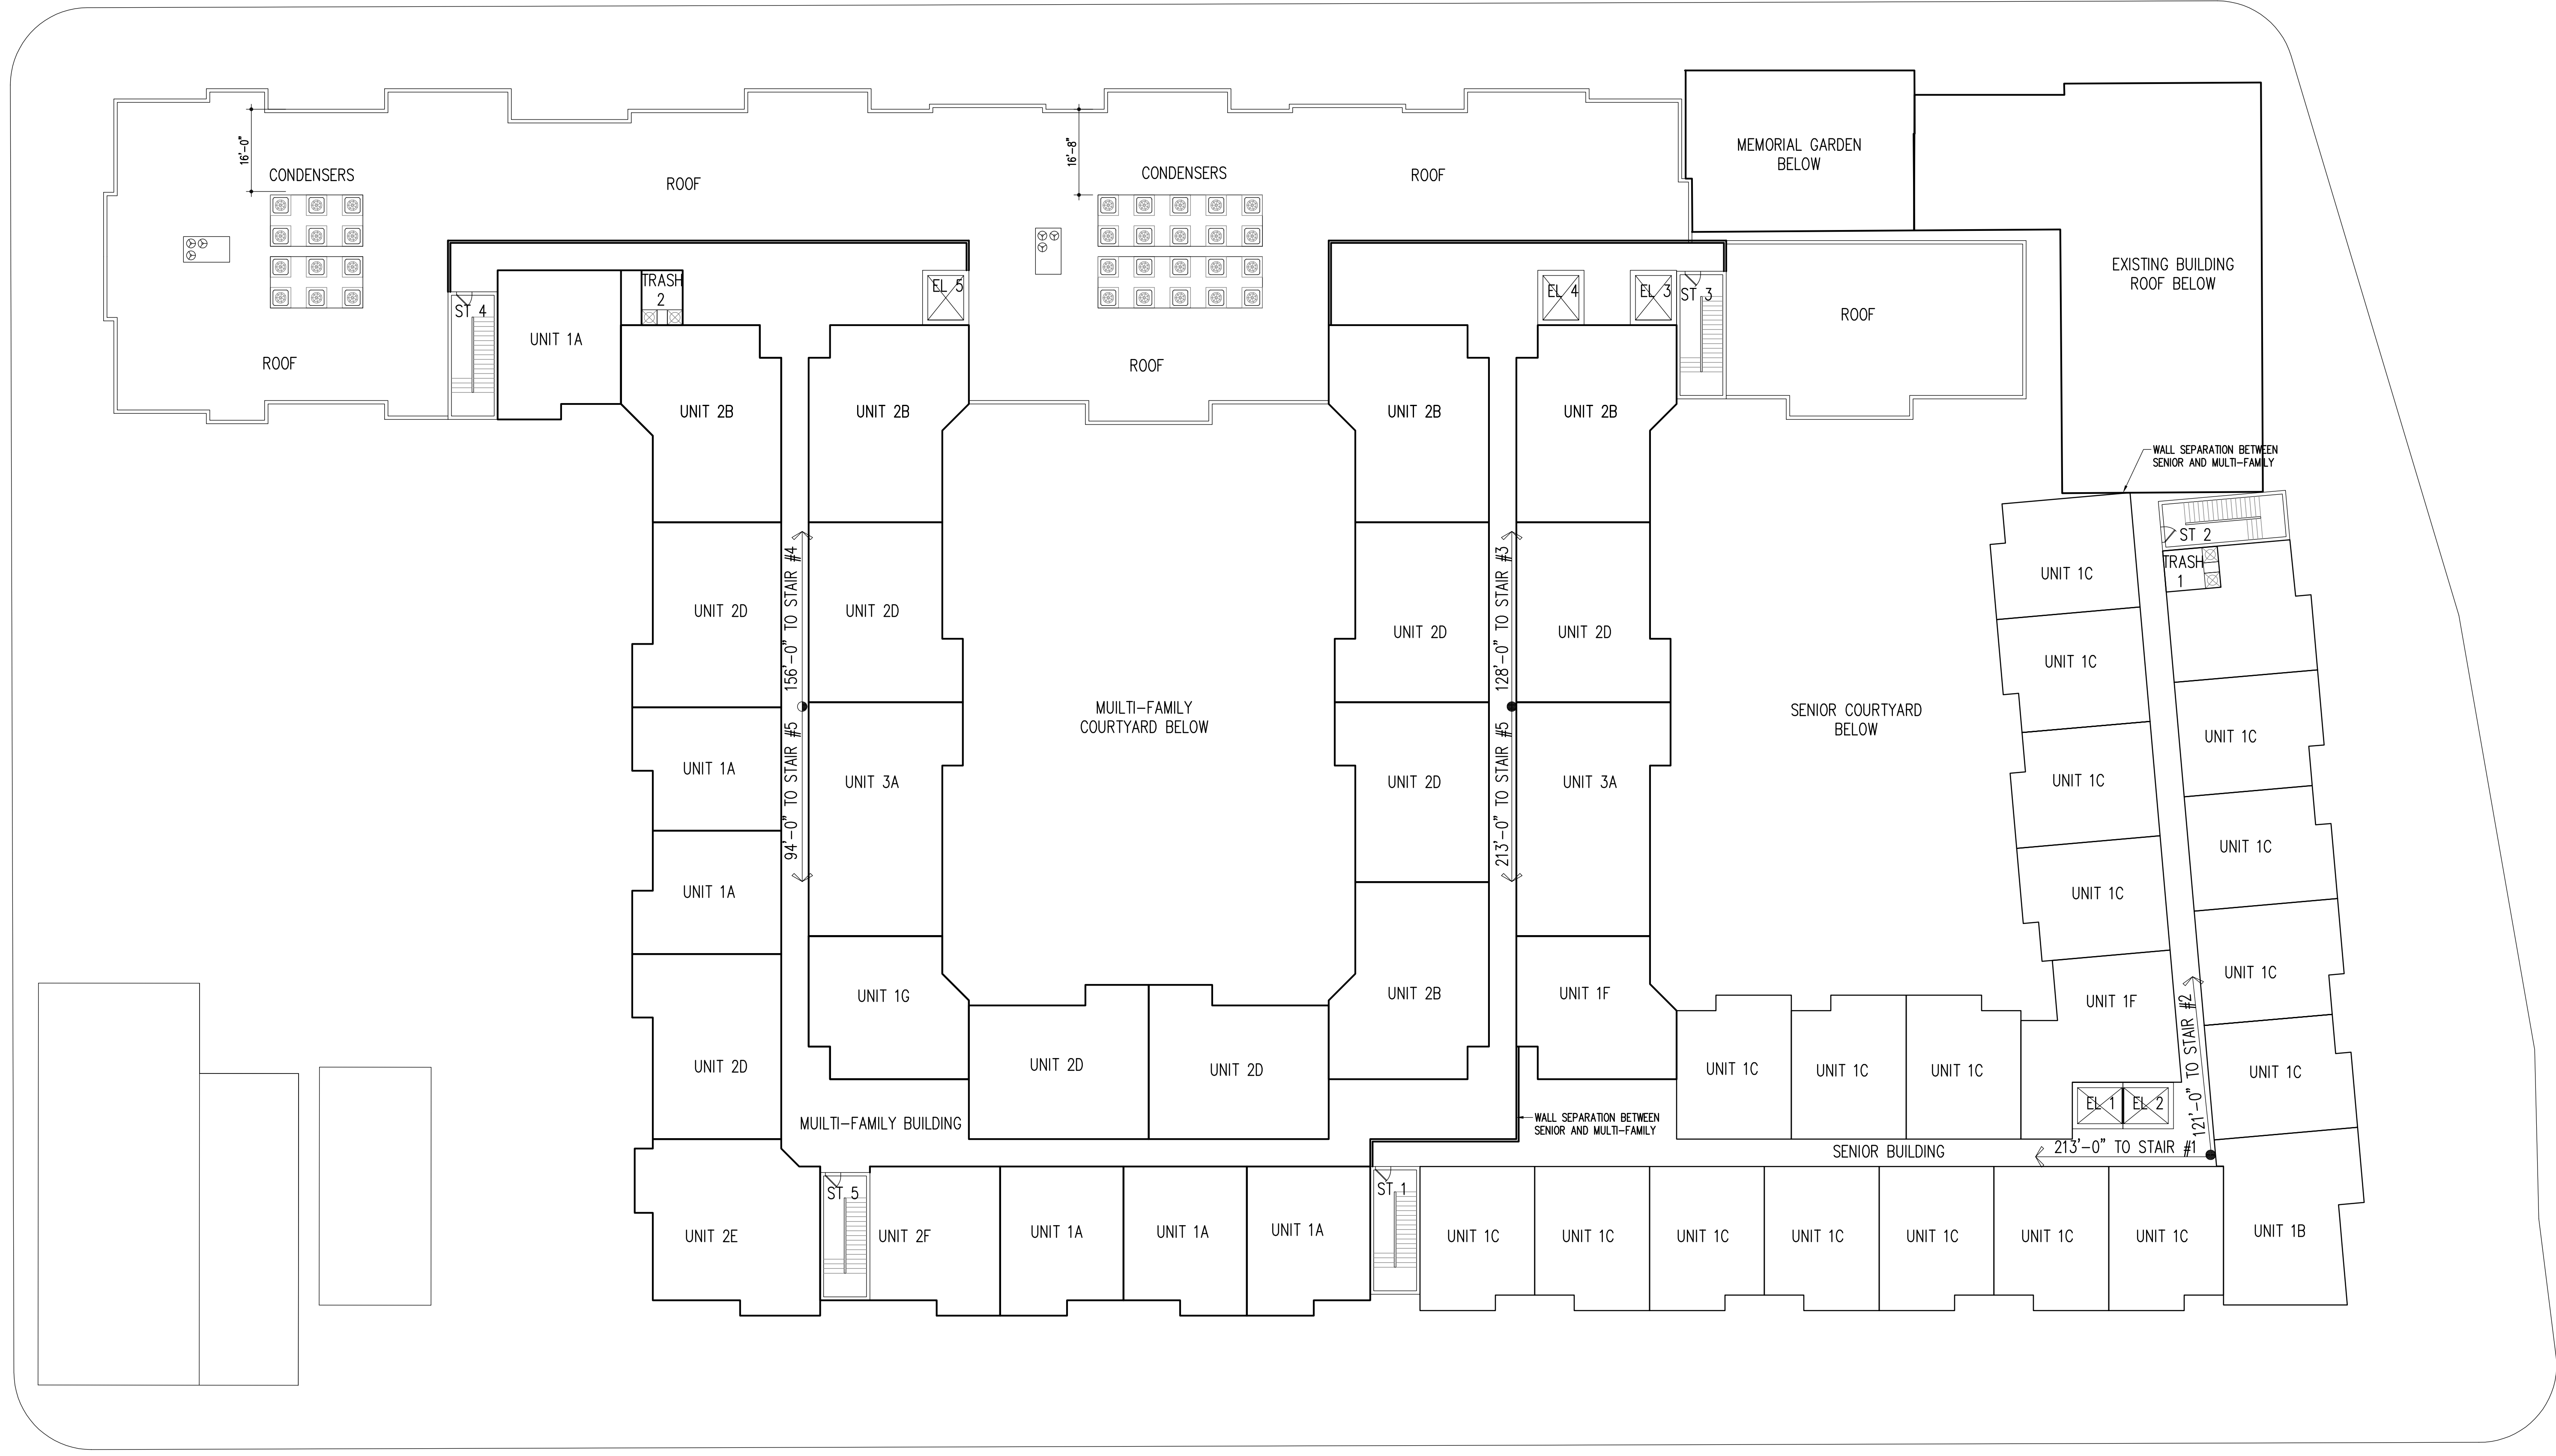 16'-0"
CONDENSERS
ROOF
16'-8"
CONDENSERS
ROOF
MEMORIAL GARDEN
BELOW
EXISTING BUILDING
ROOF BELOW
ST 4
UNIT 1A
TRASH
2
EL 5
EL 4
EL 3
ST 3
ROOF
ROOF
ROOF
UNIT 2B
UNIT 2B
UNIT 2B
UNIT 2B
WALL SEPARATION BETWEEN
SENIOR AND MULTI-FAMILY
ST 2
TRASH
1
UNIT 1C
UNIT 2D
156'-0" TO STAIR #4
UNIT 2D
UNIT 2D
128'-0" TO STAIR #3
UNIT 2D
UNIT 1C
MUILTI-FAMILY
COURTYARD BELOW
SENIOR COURTYARD
BELOW
UNIT 1C
UNIT 1A
94'-0" TO STAIR #5
UNIT 3A
UNIT 2D
213'-0" TO STAIR #5
UNIT 3A
UNIT 1C
UNIT 1C
UNIT 1A
UNIT 1C
UNIT 1C
UNIT 1G
UNIT 2B
UNIT 1F
UNIT 1F
UNIT 2D
UNIT 2D
UNIT 2D
UNIT 1C
UNIT 1C
UNIT 1C
121'-0" TO STAIR #2
UNIT 1C
EL 1
EL 2
MUILTI-FAMILY BUILDING
WALL SEPARATION BETWEEN
SENIOR AND MULTI-FAMILY
SENIOR BUILDING
213'-0" TO STAIR #1
ST 5
ST 1
UNIT 2E
UNIT 2F
UNIT 1A
UNIT 1A
UNIT 1A
UNIT 1C
UNIT 1C
UNIT 1C
UNIT 1C
UNIT 1C
UNIT 1C
UNIT 1C
UNIT 1B